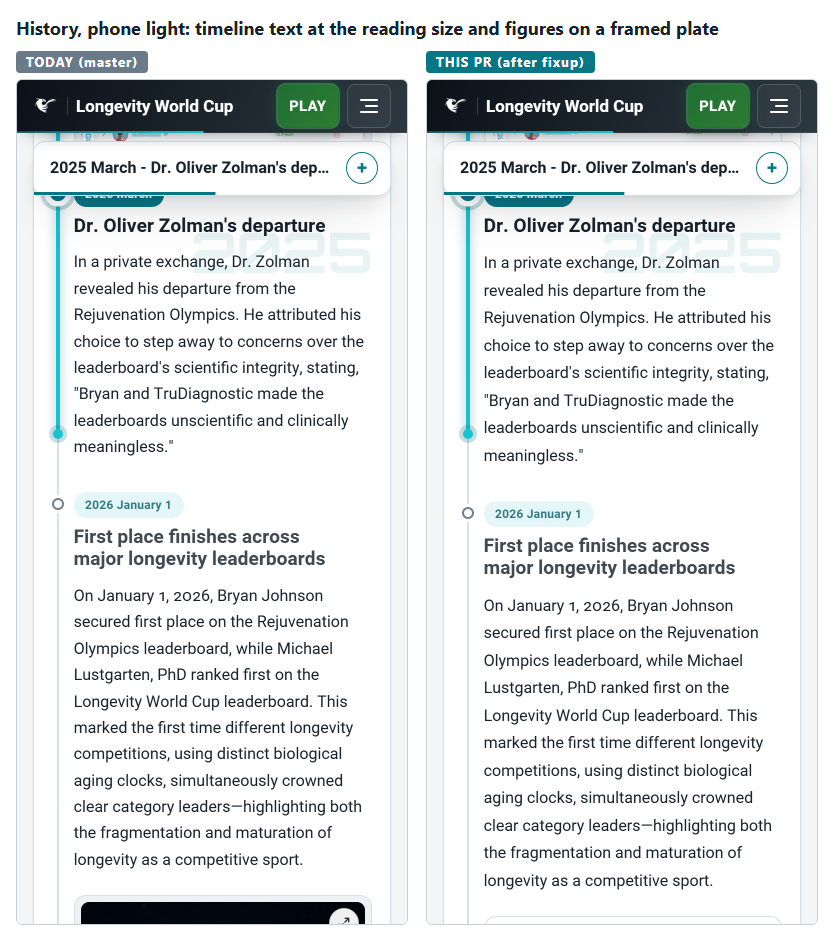 History, phone light: timeline text at the reading size and figures on a framed plate
TODAY (master)
Longevity World Cup
PLAY
2025 March - Dr. Oliver Zolman's dep...
+
2025 March
Dr. Oliver Zolman's departure
2025
In a private exchange, Dr. Zolman
revealed his departure from the
Rejuvenation Olympics. He attributed his
choice to step away to concerns over the
leaderboard's scientific integrity, stating,
"Bryan and TruDiagnostic made the
leaderboards unscientific and clinically
meaningless."
2026 January 1
First place finishes across
major longevity leaderboards
On January 1, 2026, Bryan Johnson
secured first place on the Rejuvenation
Olympics leaderboard, while Michael
Lustgarten, PhD ranked first on the
Longevity World Cup leaderboard. This
marked the first time different longevity
competitions, using distinct biological
aging clocks, simultaneously crowned
clear category leaders—highlighting both
the fragmentation and maturation of
longevity as a competitive sport.
THIS PR (after fixup)
Longevity World Cup
PLAY
2025 March - Dr. Oliver Zolman's dep...
+
2025 March
Dr. Oliver Zolman's departure
2025
In a private exchange, Dr. Zolman
revealed his departure from the
Rejuvenation Olympics. He attributed his
choice to step away to concerns over the
leaderboard's scientific integrity, stating,
"Bryan and TruDiagnostic made the
leaderboards unscientific and clinically
meaningless."
2026 January 1
First place finishes across
major longevity leaderboards
On January 1, 2026, Bryan Johnson
secured first place on the Rejuvenation
Olympics leaderboard, while Michael
Lustgarten, PhD ranked first on the
Longevity World Cup leaderboard. This
marked the first time different longevity
competitions, using distinct biological
aging clocks, simultaneously crowned
clear category leaders—highlighting both
the fragmentation and maturation of
longevity as a competitive sport.